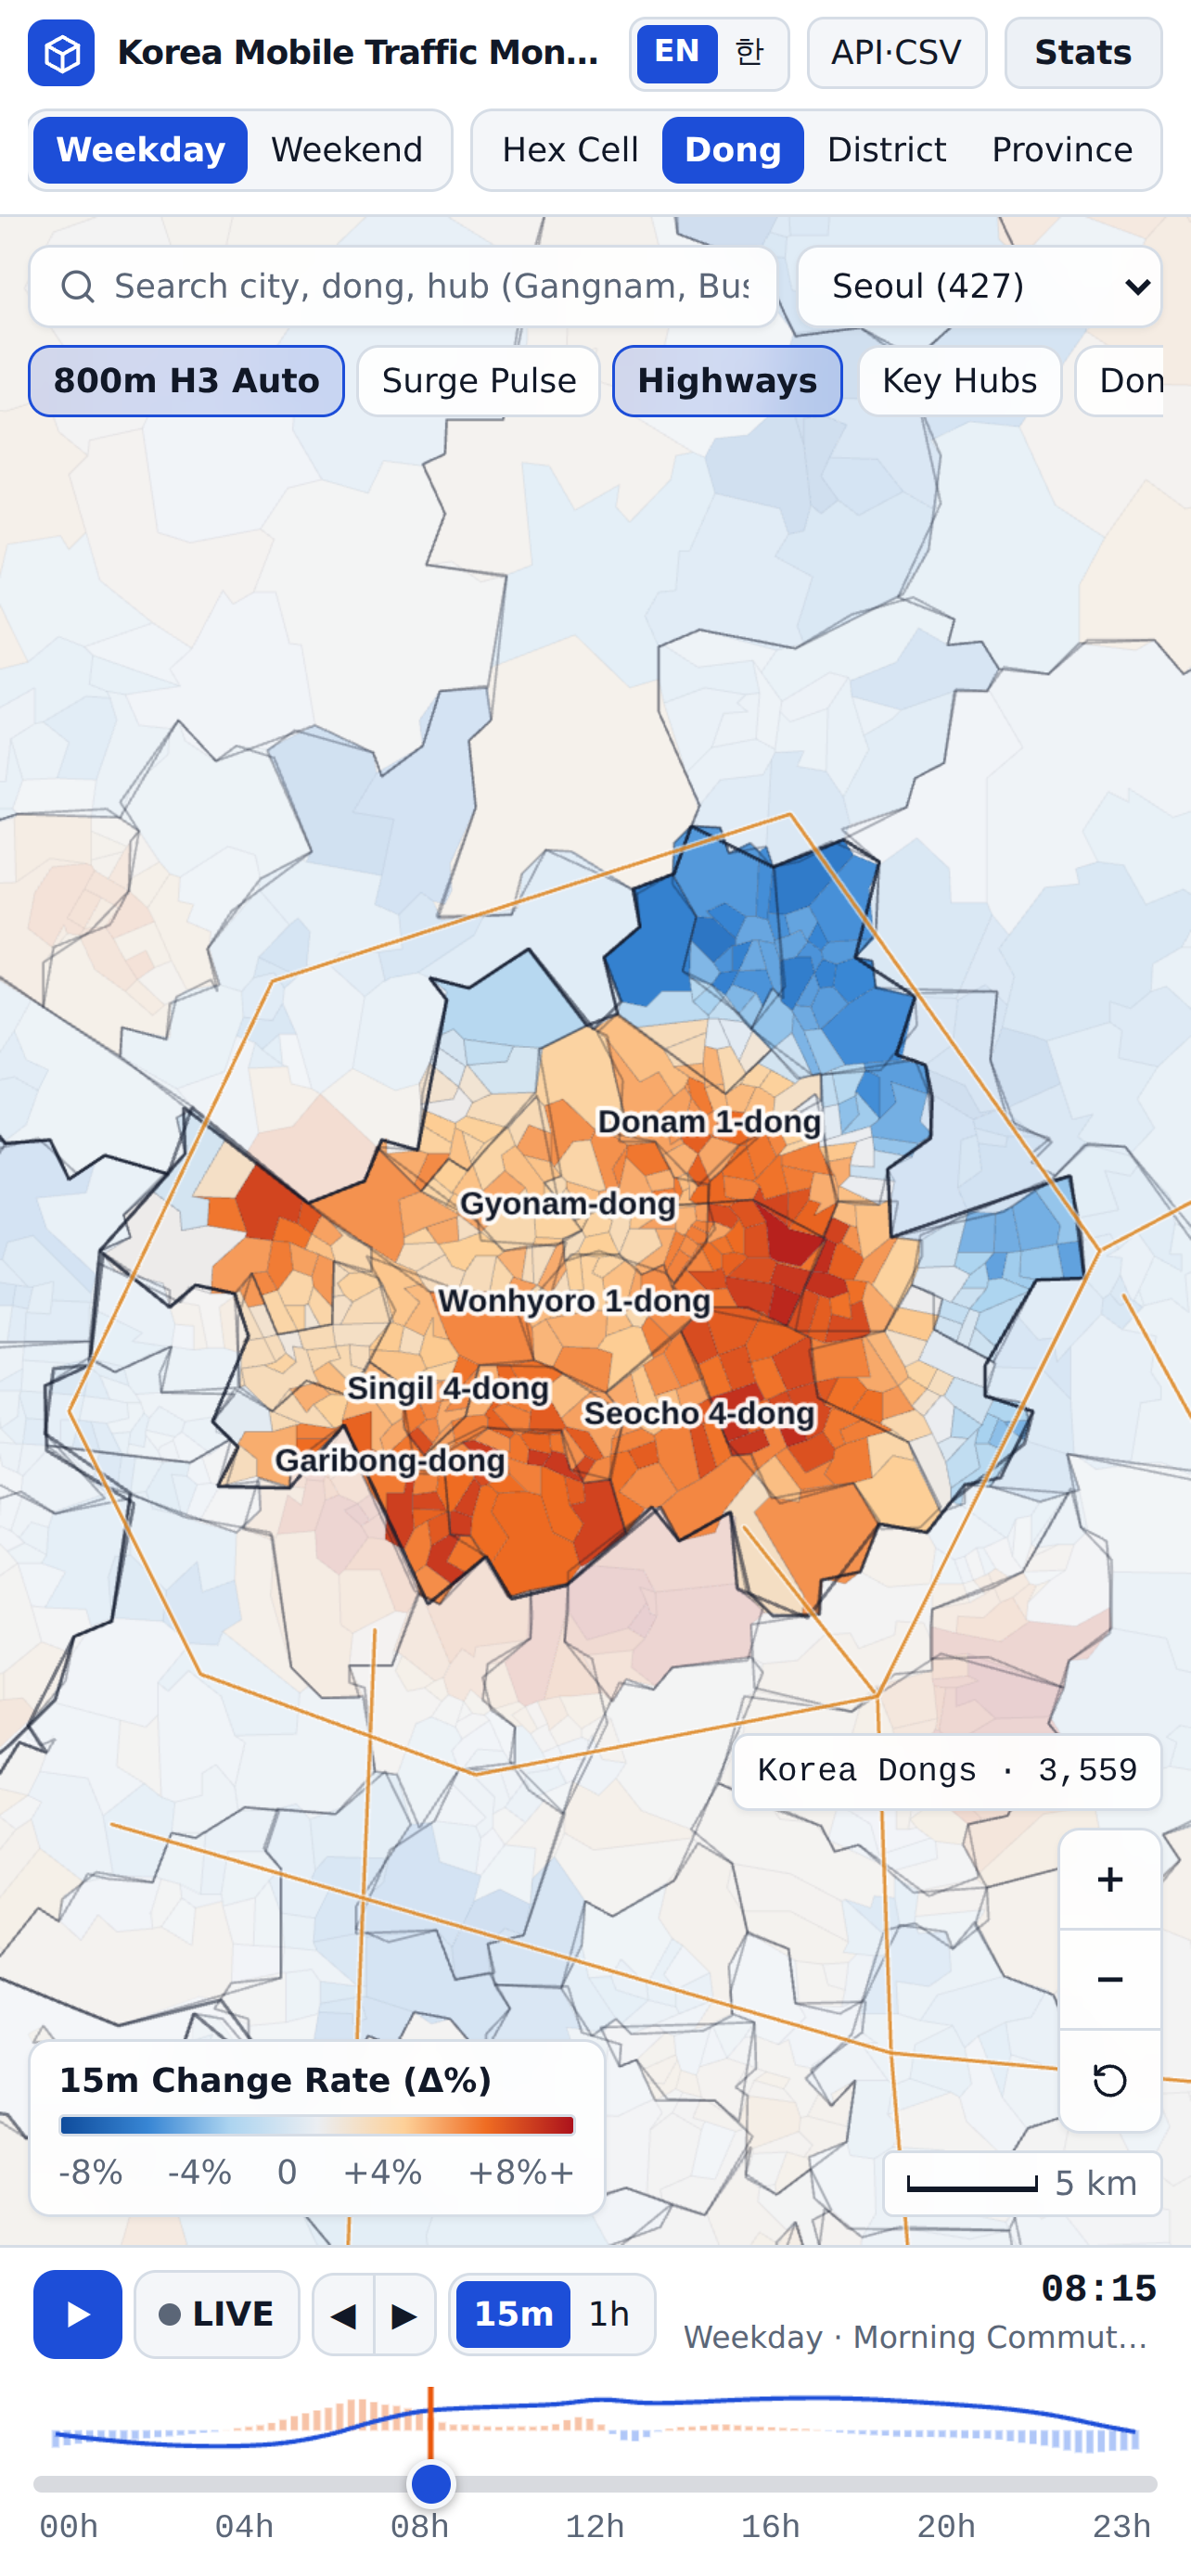 Korea Mobile Traffic Mon...
EN 한
API·CSV
Stats
Weekday Weekend
Hex Cell Dong District Province
Search city, dong, hub (Gangnam, Bus
Seoul (427)
800m H3 Auto
Surge Pulse
Highways
Key Hubs
Don
Donam 1-dong
Gyonam-dong
Wonhyoro 1-dong
Singil 4-dong
Seocho 4-dong
Garibong-dong
Korea Dongs · 3,559
+
−
15m Change Rate (Δ%)
-8% -4% 0 +4% +8%+
5 km
LIVE
15m 1h
08:15
Weekday · Morning Commut...
00h 04h 08h 12h 16h 20h 23h